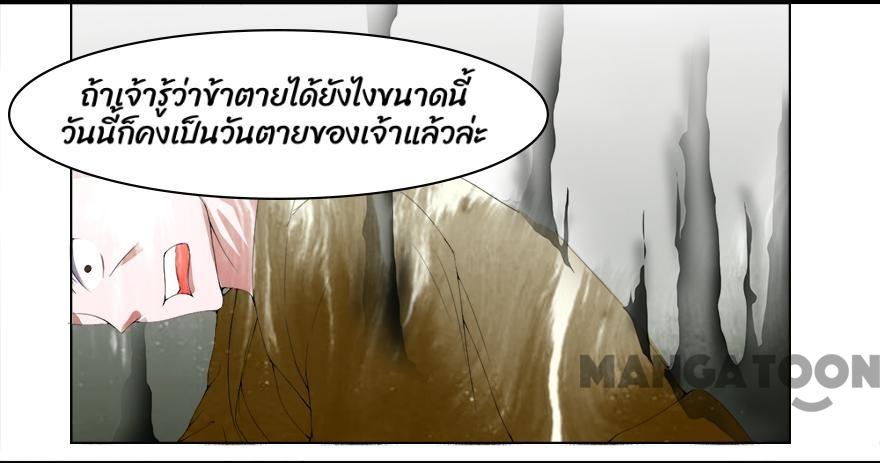 ถ้าเจ้ารู้ว่าข้าตายได้ยังไงขนาดนี้
วันนี้ก็คงเป็นวันตายของเจ้าแล้วล่ะ
MANGATOON